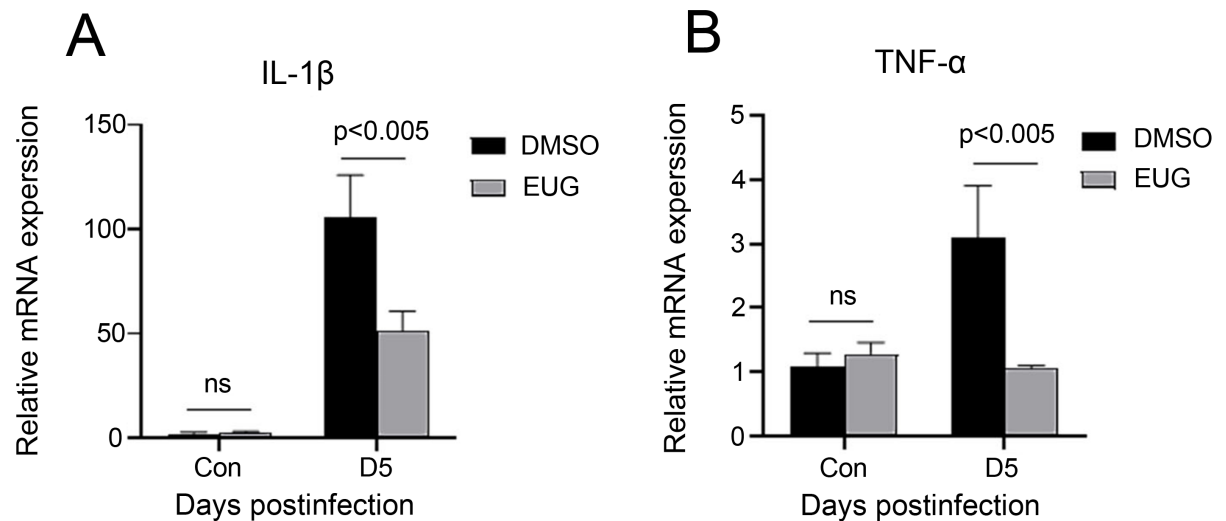 A
IL-1β
Relative mRNA experssion
150
100
50
0
p<0.005
ns
DMSO
EUG
Con
D5
Days postinfection
B
TNF-α
Relative mRNA experssion
5
4
3
2
1
0
p<0.005
ns
DMSO
EUG
Con
D5
Days postinfection